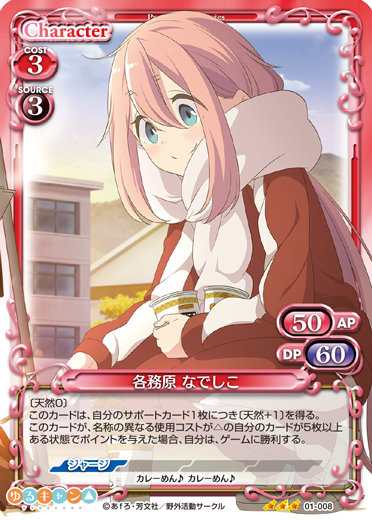 Character
COST
3
SOURCE
3
50 AP
DP 60
各務原 なでしこ
[天然0]
このカードは、自分のサポートカード1枚につき[天然+1]を得る。
このカードが、名称の異なる使用コストが△の自分のカードが5枚以上
ある状態でポイントを与えた場合、自分は、ゲームに勝利する。
ジャージ
カレーめん♪ カレーめん♪
ゆるキャン△
©あfろ・芳文社/野外活動サークル
01-008